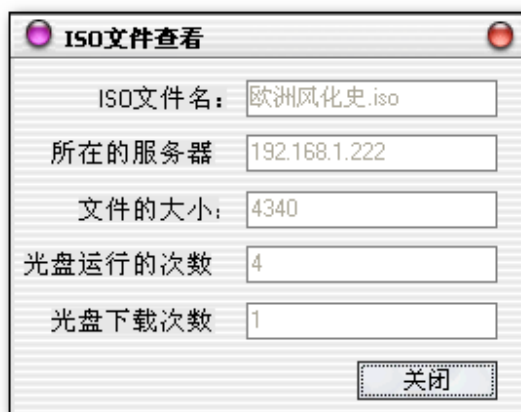 ISO文件查看
ISO文件名： 欧洲风化史.iso
所在的服务器 192.168.1.222
文件的大小： 4340
光盘运行的次数 4
光盘下载次数 1
关闭